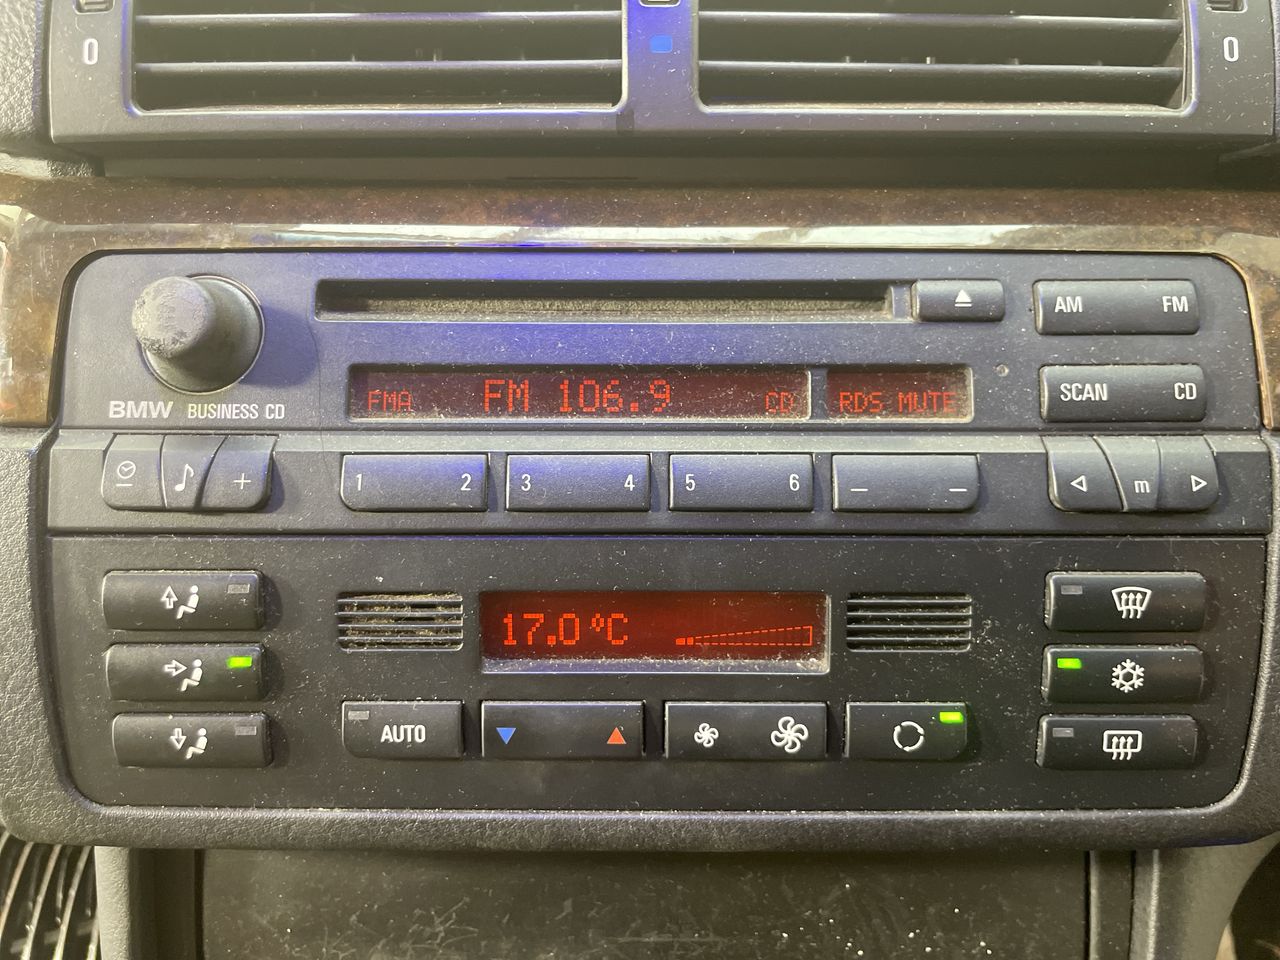 0
0
AM FM
FMA FM 106.9 CD RDS MUTE
SCAN CD
BMW BUSINESS CD
− + 1 2 3 4 5 6 − − m
17.0 °C
AUTO